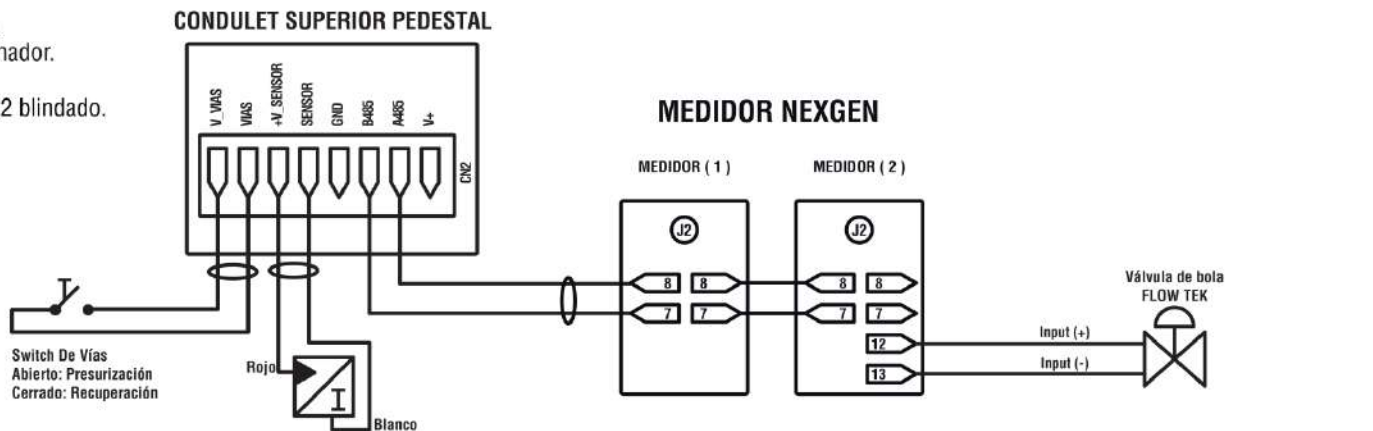 CONDULET SUPERIOR PEDESTAL
nador.
2 blindado.
V_VIAS
VIAS
+V_SENSOR
SENSOR
GND
B485
A485
V+
CN2
MEDIDOR NEXGEN
MEDIDOR ( 1 )
MEDIDOR ( 2 )
J2
J2
8 8
8 8
7 7
7 7
12
13
Input (+)
Input (-)
Válvula de bola
FLOW TEK
Switch De Vías
Abierto: Presurización
Cerrado: Recuperación
Rojo
I
Blanco